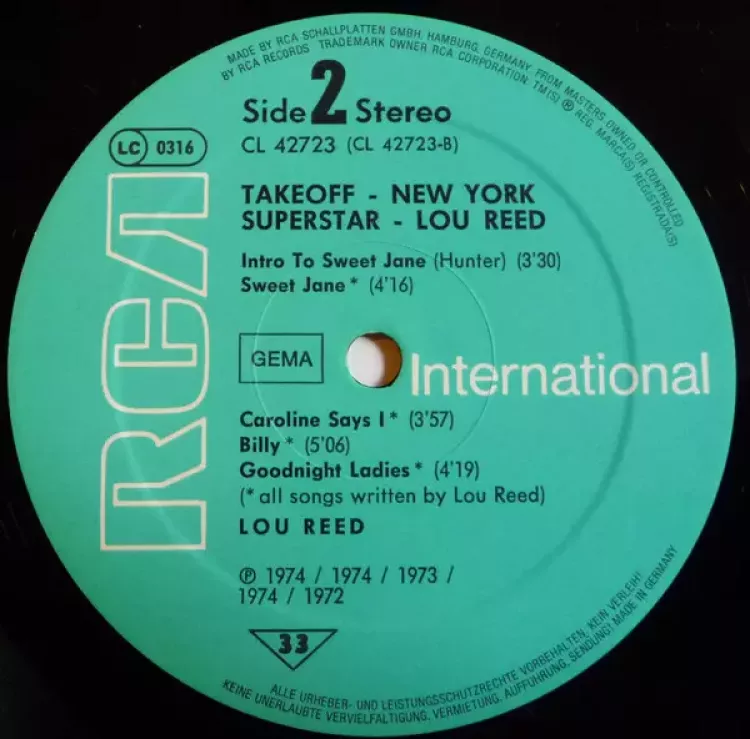 MADE BY RCA SCHALLPLATTEN GMBH, HAMBURG, GERMANY, FROM MASTERS OWNED OR CONTROLLED
BY RCA RECORDS TRADEMARK OWNER RCA CORPORATION. TM(S) ® REG. MARCA(S) REGISTRADA(S)
Side 2 Stereo
CL 42723 (CL 42723-B)
LC 0316
RCA
TAKEOFF - NEW YORK
SUPERSTAR - LOU REED
Intro To Sweet Jane (Hunter) (3'30)
Sweet Jane* (4'16)
GEMA
International
Caroline Says I* (3'57)
Billy* (5'06)
Goodnight Ladies* (4'19)
(*all songs written by Lou Reed)
LOU REED
℗ 1974 / 1974 / 1973 /
1974 / 1972
33
ALLE URHEBER- UND LEISTUNGSSCHUTZRECHTE VORBEHALTEN, KEIN VERLEIH!
KEINE UNERLAUBTE VERVIELFÄLTIGUNG, VERMIETUNG, AUFFÜHRUNG, SENDUNG! MADE IN GERMANY